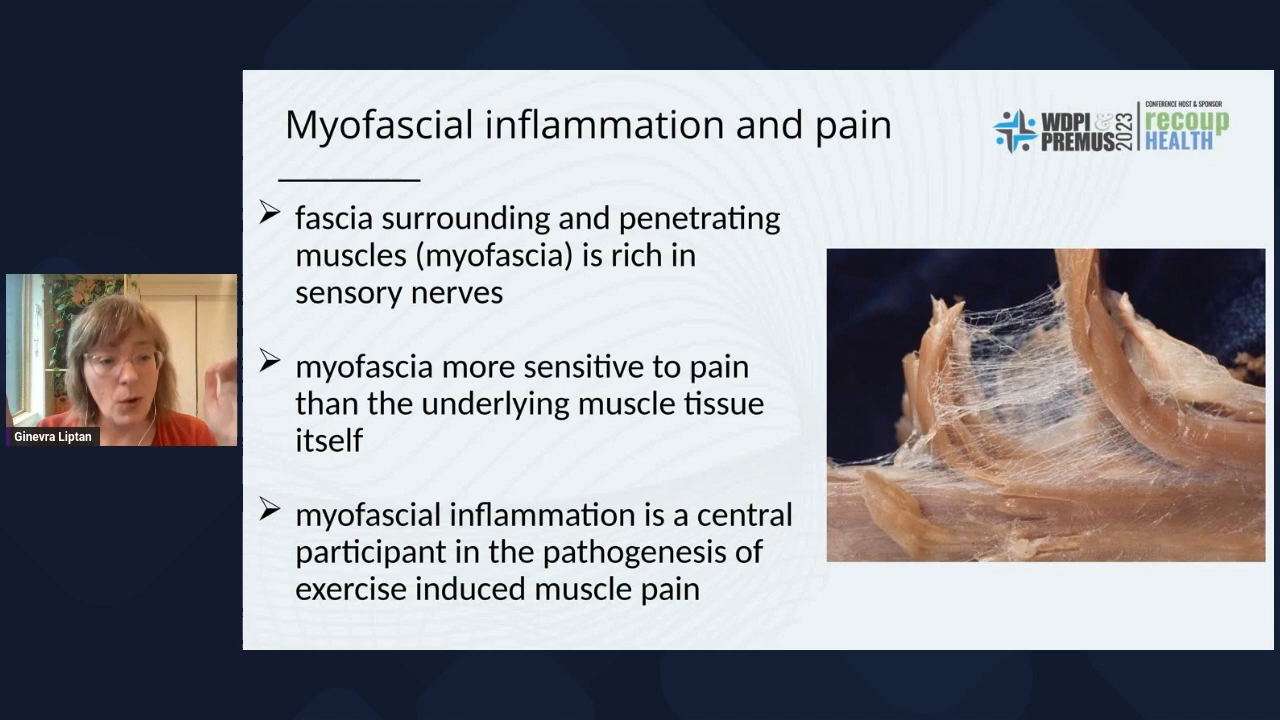 Myofascial inflammation and pain
WDPI &
PREMUS 2023
CONFERENCE HOST & SPONSOR
recoup
HEALTH
➢ fascia surrounding and penetrating
muscles (myofascia) is rich in
sensory nerves
➢ myofascia more sensitive to pain
than the underlying muscle tissue
itself
➢ myofascial inflammation is a central
participant in the pathogenesis of
exercise induced muscle pain
Ginevra Liptan